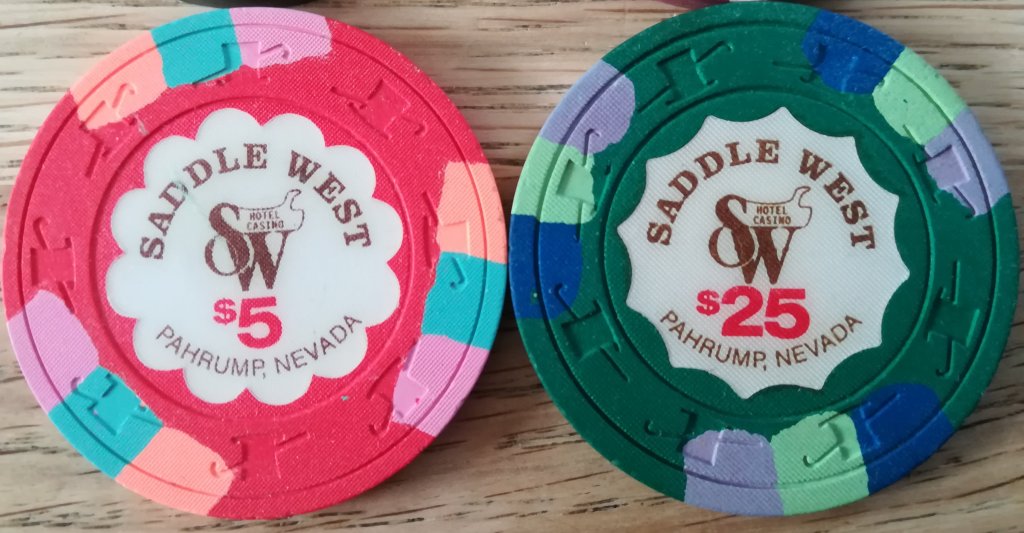 SADDLE WEST
HOTEL
CASINO
SW
$5
PAHRUMP, NEVADA
SADDLE WEST
HOTEL
CASINO
SW
$25
PAHRUMP, NEVADA